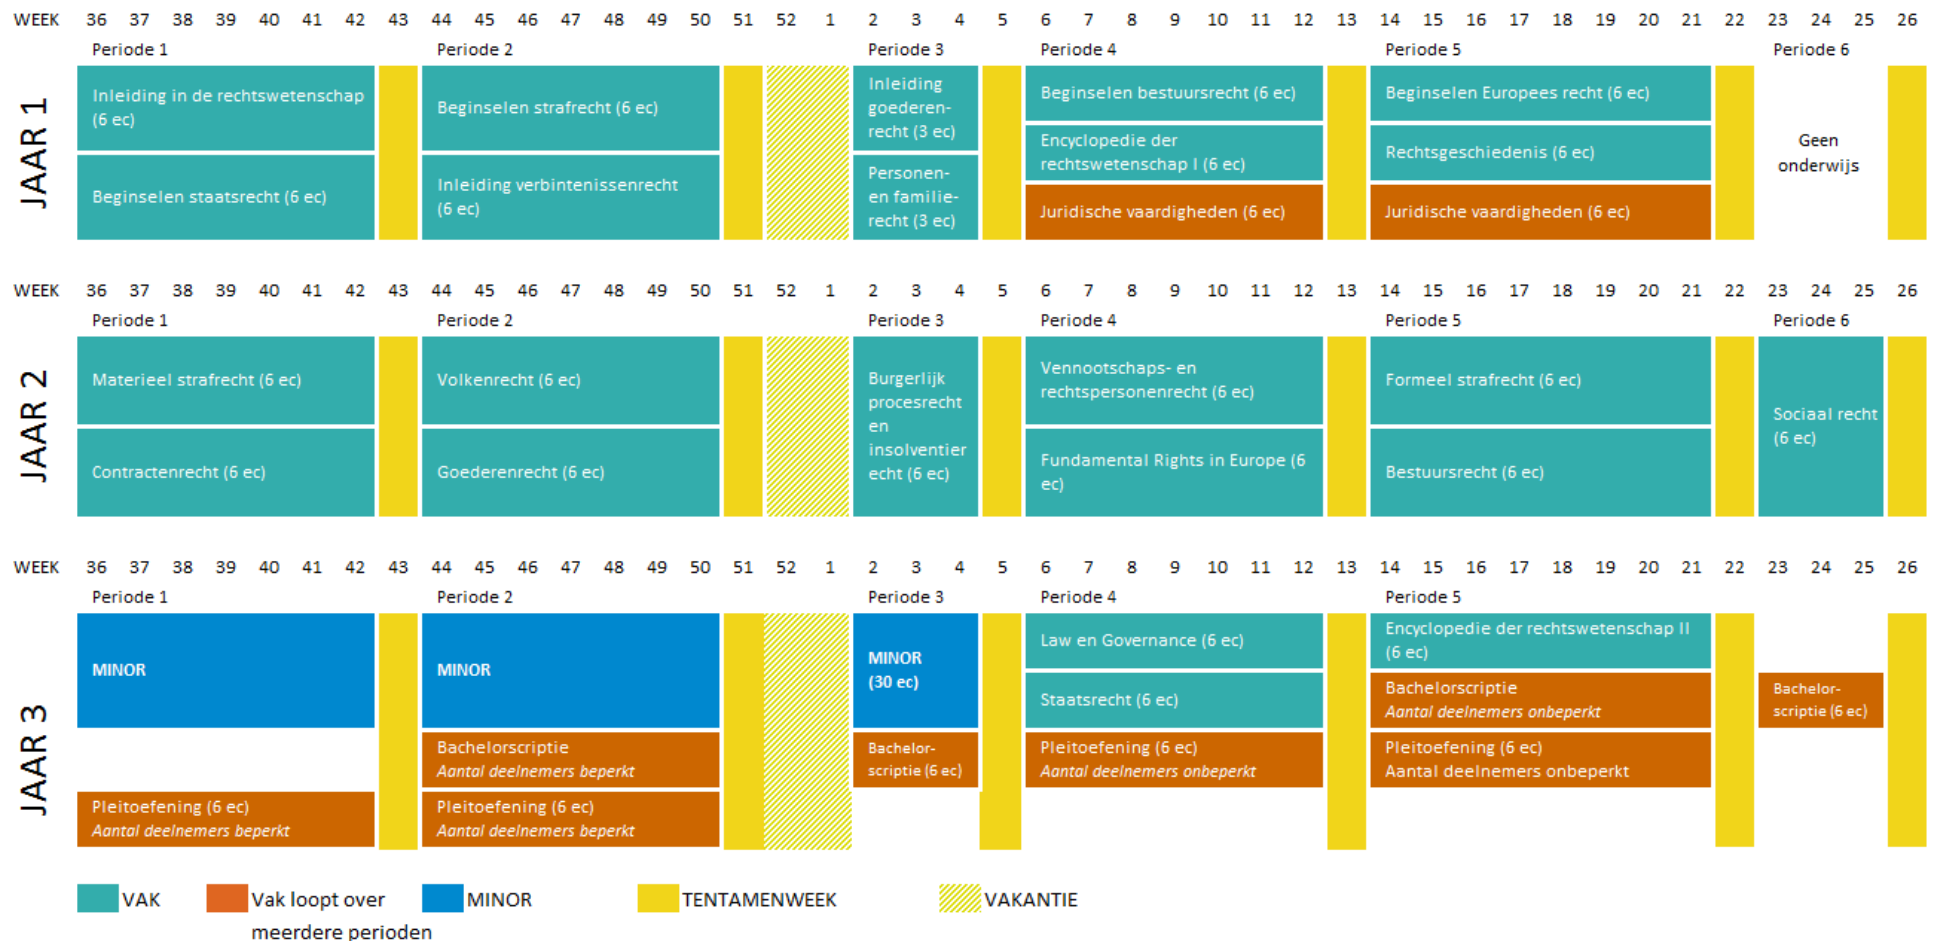 WEEK 36 37 38 39 40 41 42 43 44 45 46 47 48 49 50 51 52 1 2 3 4 5 6 7 8 9 10 11 12 13 14 15 16 17 18 19 20 21 22 23 24 25 26
Periode 1 Periode 2 Periode 3 Periode 4 Periode 5 Periode 6
JAAR 1
Inleiding in de rechtswetenschap
(6 ec)
Beginselen staatsrecht (6 ec)
Beginselen strafrecht (6 ec)
Inleiding verbintenissenrecht
(6 ec)
Inleiding
goederen-
recht (3 ec)
Personen-
en familie-
recht (3 ec)
Beginselen bestuursrecht (6 ec)
Encyclopedie der
rechtswetenschap I (6 ec)
Juridische vaardigheden (6 ec)
Beginselen Europees recht (6 ec)
Rechtsgeschiedenis (6 ec)
Juridische vaardigheden (6 ec)
Geen
onderwijs
WEEK 36 37 38 39 40 41 42 43 44 45 46 47 48 49 50 51 52 1 2 3 4 5 6 7 8 9 10 11 12 13 14 15 16 17 18 19 20 21 22 23 24 25 26
Periode 1 Periode 2 Periode 3 Periode 4 Periode 5 Periode 6
JAAR 2
Materieel strafrecht (6 ec)
Contractenrecht (6 ec)
Volkenrecht (6 ec)
Goederenrecht (6 ec)
Burgerlijk
procesrecht
en
insolventier
echt (6 ec)
Vennootschaps- en
rechtspersonenrecht (6 ec)
Fundamental Rights in Europe (6
ec)
Formeel strafrecht (6 ec)
Bestuursrecht (6 ec)
Sociaal recht
(6 ec)
WEEK 36 37 38 39 40 41 42 43 44 45 46 47 48 49 50 51 52 1 2 3 4 5 6 7 8 9 10 11 12 13 14 15 16 17 18 19 20 21 22 23 24 25 26
Periode 1 Periode 2 Periode 3 Periode 4 Periode 5
JAAR 3
MINOR
Pleitoefening (6 ec)
Aantal deelnemers beperkt
MINOR
Bachelorscriptie
Aantal deelnemers beperkt
Pleitoefening (6 ec)
Aantal deelnemers beperkt
MINOR
(30 ec)
Bachelor-
scriptie (6 ec)
Law en Governance (6 ec)
Staatsrecht (6 ec)
Pleitoefening (6 ec)
Aantal deelnemers onbeperkt
Encyclopedie der rechtswetenschap II
(6 ec)
Bachelorscriptie
Aantal deelnemers onbeperkt
Pleitoefening (6 ec)
Aantal deelnemers onbeperkt
Bachelor-
scriptie (6 ec)
VAK
Vak loopt over
meerdere perioden
MINOR
TENTAMENWEEK
VAKANTIE